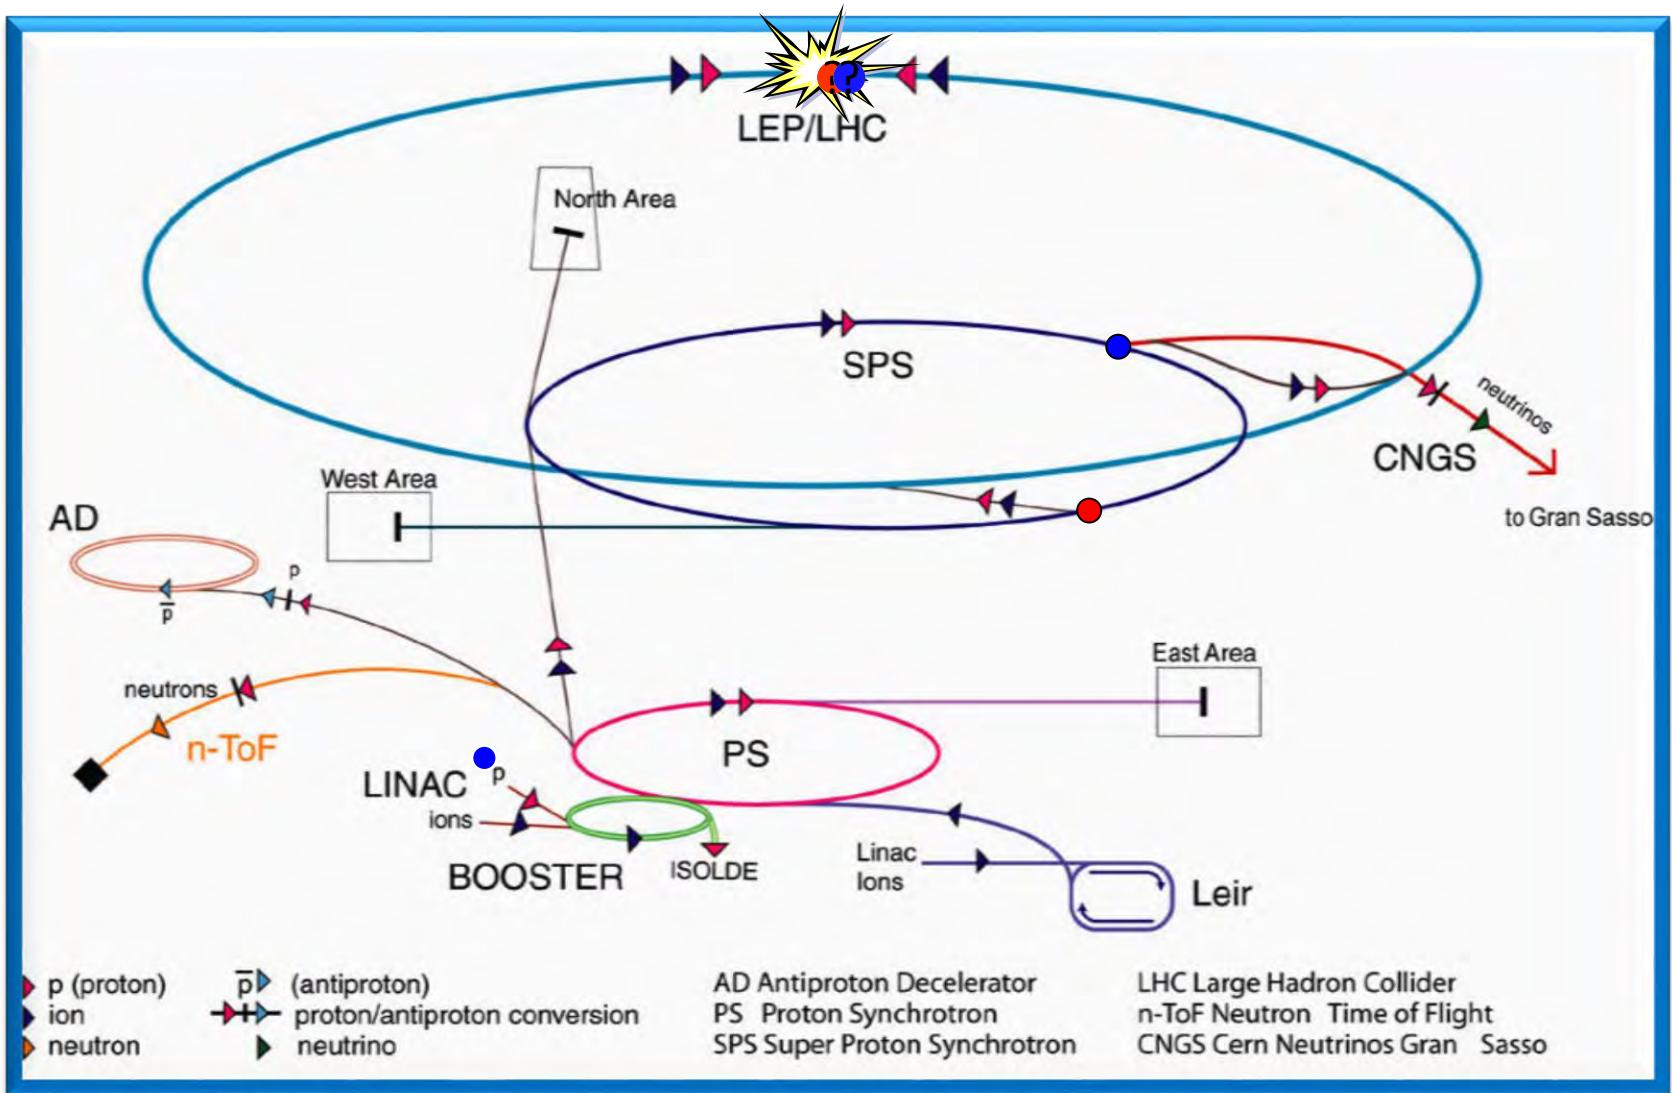 ? ?
LEP/LHC
North Area
SPS
neutrinos
CNGS
to Gran Sasso
West Area
AD
p
p̅
East Area
neutrons
n-ToF
PS
LINAC
p
ions
BOOSTER
ISOLDE
Linac
Ions
Leir
p (proton)
ion
neutron
p̅ (antiproton)
proton/antiproton conversion
neutrino
AD Antiproton Decelerator
PS Proton Synchrotron
SPS Super Proton Synchrotron
LHC Large Hadron Collider
n-ToF Neutron Time of Flight
CNGS Cern Neutrinos Gran Sasso